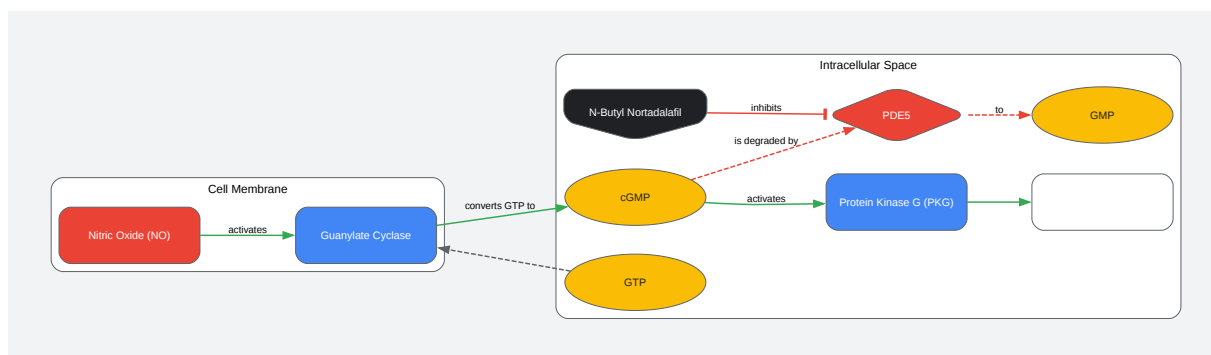 Intracellular Space
N-Butyl Nortadalafil
inhibits
PDE5
to
GMP
is degraded by
Cell Membrane
cGMP
activates
Protein Kinase G (PKG)
converts GTP to
Nitric Oxide (NO)
activates
Guanylate Cyclase
GTP